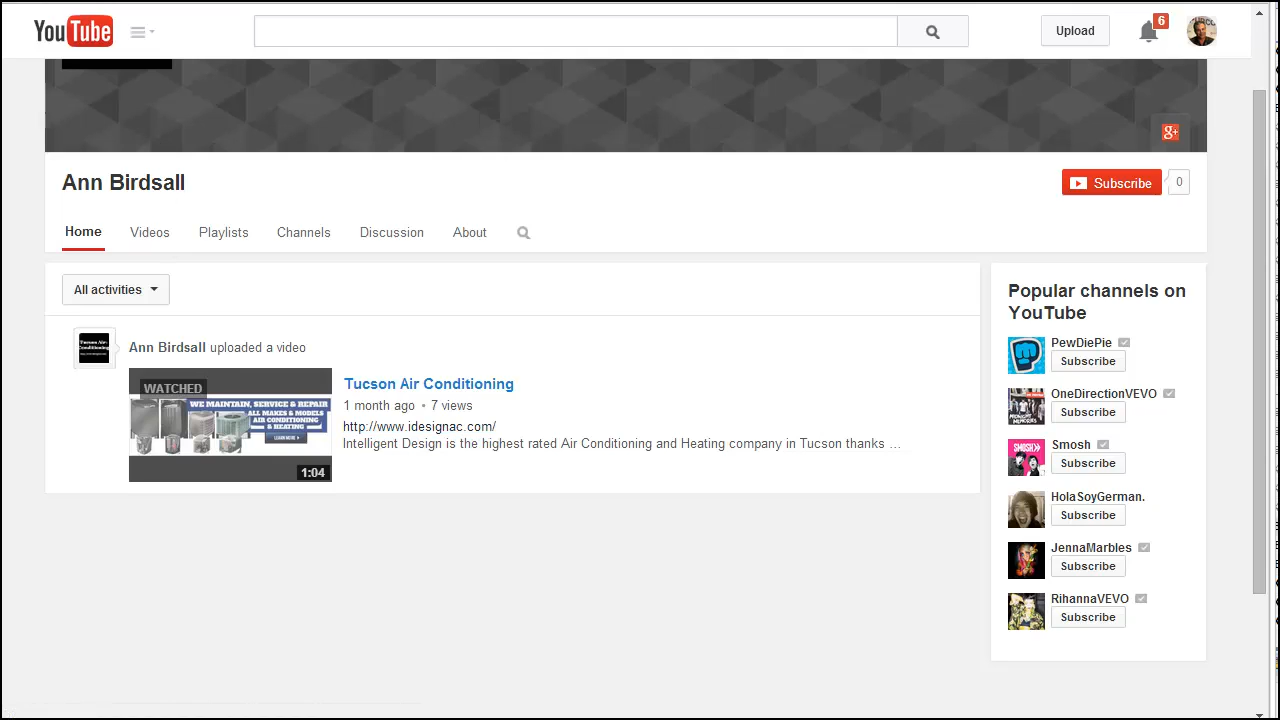 YouTube
Upload
6
g+
Ann Birdsall
Subscribe
0
Home
Videos
Playlists
Channels
Discussion
About
All activities
Ann Birdsall uploaded a video
WATCHED
WE MAINTAIN, SERVICE & REPAIR
ALL MAKES & MODELS
AIR CONDITIONING
& HEATING
LEARN MORE
1:04
Tucson Air Conditioning
1 month ago • 7 views
http://www.idesignac.com/
Intelligent Design is the highest rated Air Conditioning and Heating company in Tucson thanks ...
Popular channels on
YouTube
PewDiePie
Subscribe
OneDirectionVEVO
Subscribe
Smosh
Subscribe
HolaSoyGerman.
Subscribe
JennaMarbles
Subscribe
RihannaVEVO
Subscribe